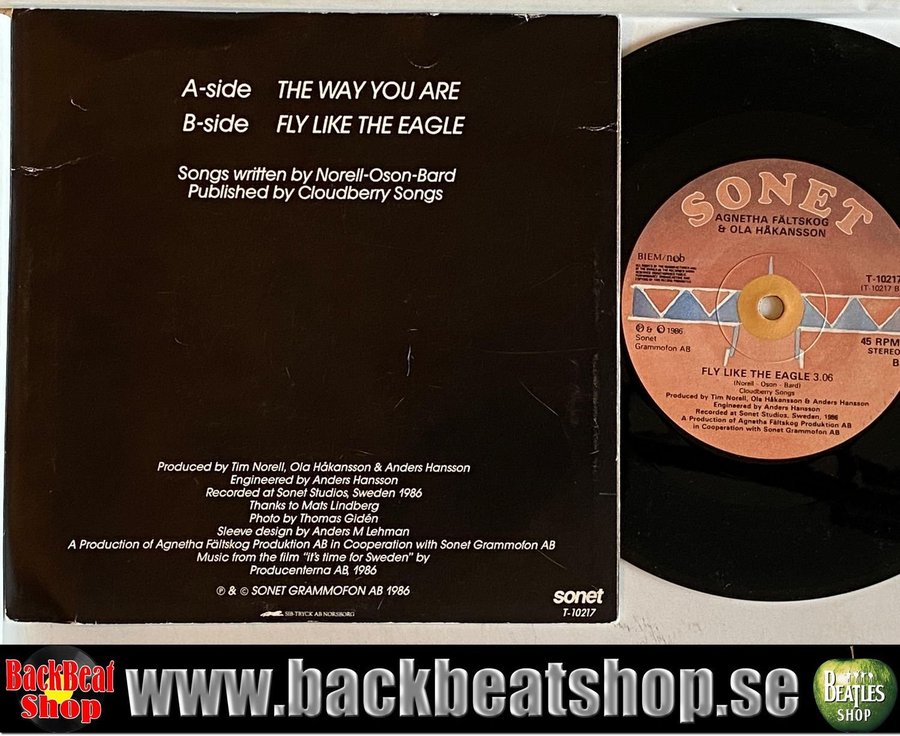 A-side THE WAY YOU ARE
B-side FLY LIKE THE EAGLE
Songs written by Norell-Oson-Bard
Published by Cloudberry Songs
Produced by Tim Norell, Ola Håkansson & Anders Hansson
Engineered by Anders Hansson
Recorded at Sonet Studios, Sweden 1986
Thanks to Mats Lindberg
Photo by Thomas Gidén
Sleeve design by Anders M Lehman
A Production of Agnetha Fältskog Produktion AB in Cooperation with Sonet Grammofon AB
Music from the film "it's time for Sweden" by
Producenterna AB, 1986
℗ & © SONET GRAMMOFON AB 1986
sonet
T-10217
SIB-TRYCK AB NORSBORG
SONET
AGNETHA FÄLTSKOG
& OLA HÅKANSSON
BIEM/ncb
T-10217
(T-10217 B
℗ & © 1986
Sonet
Grammofon AB
45 RPM
STEREO
B
FLY LIKE THE EAGLE 3.06
(Norell - Oson - Bard)
Cloudberry Songs
Produced by Tim Norell, Ola Håkansson & Anders Hansson
Engineered by Anders Hansson
Recorded at Sonet Studios, Sweden, 1986
A Production of Agnetha Fältskog Produktion AB
in Cooperation with Sonet Grammofon AB
BackBeat
Shop
www.backbeatshop.se
BEATLES
SHOP